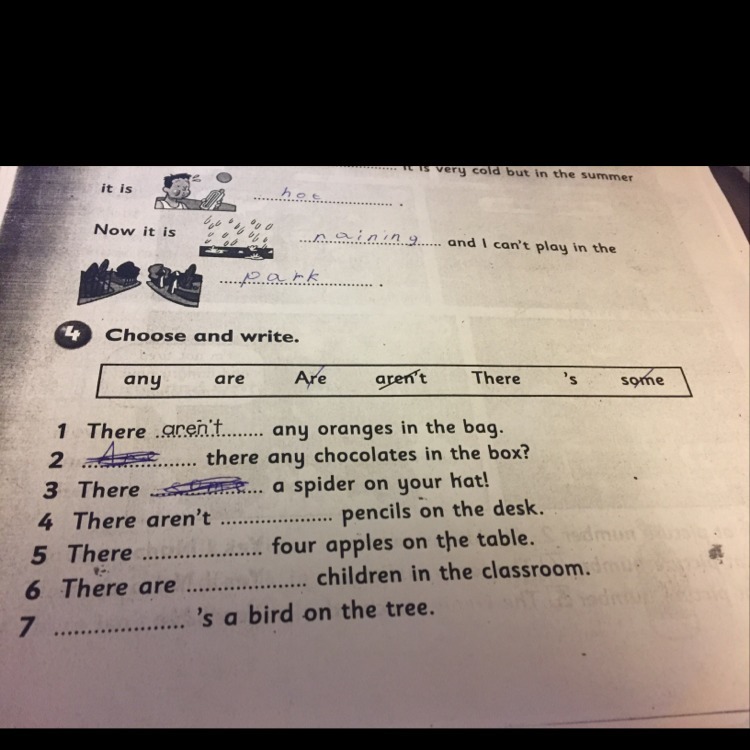 it is very cold but in the summer
it is hot .
Now it is raining and I can't play in the
park .
4 Choose and write.
any are Are aren't There 's some
1 There aren't any oranges in the bag.
2 Are there any chocolates in the box?
3 There some a spider on your hat!
4 There aren't .................... pencils on the desk.
5 There .................... four apples on the table.
6 There are .................... children in the classroom.
7 .................... 's a bird on the tree.